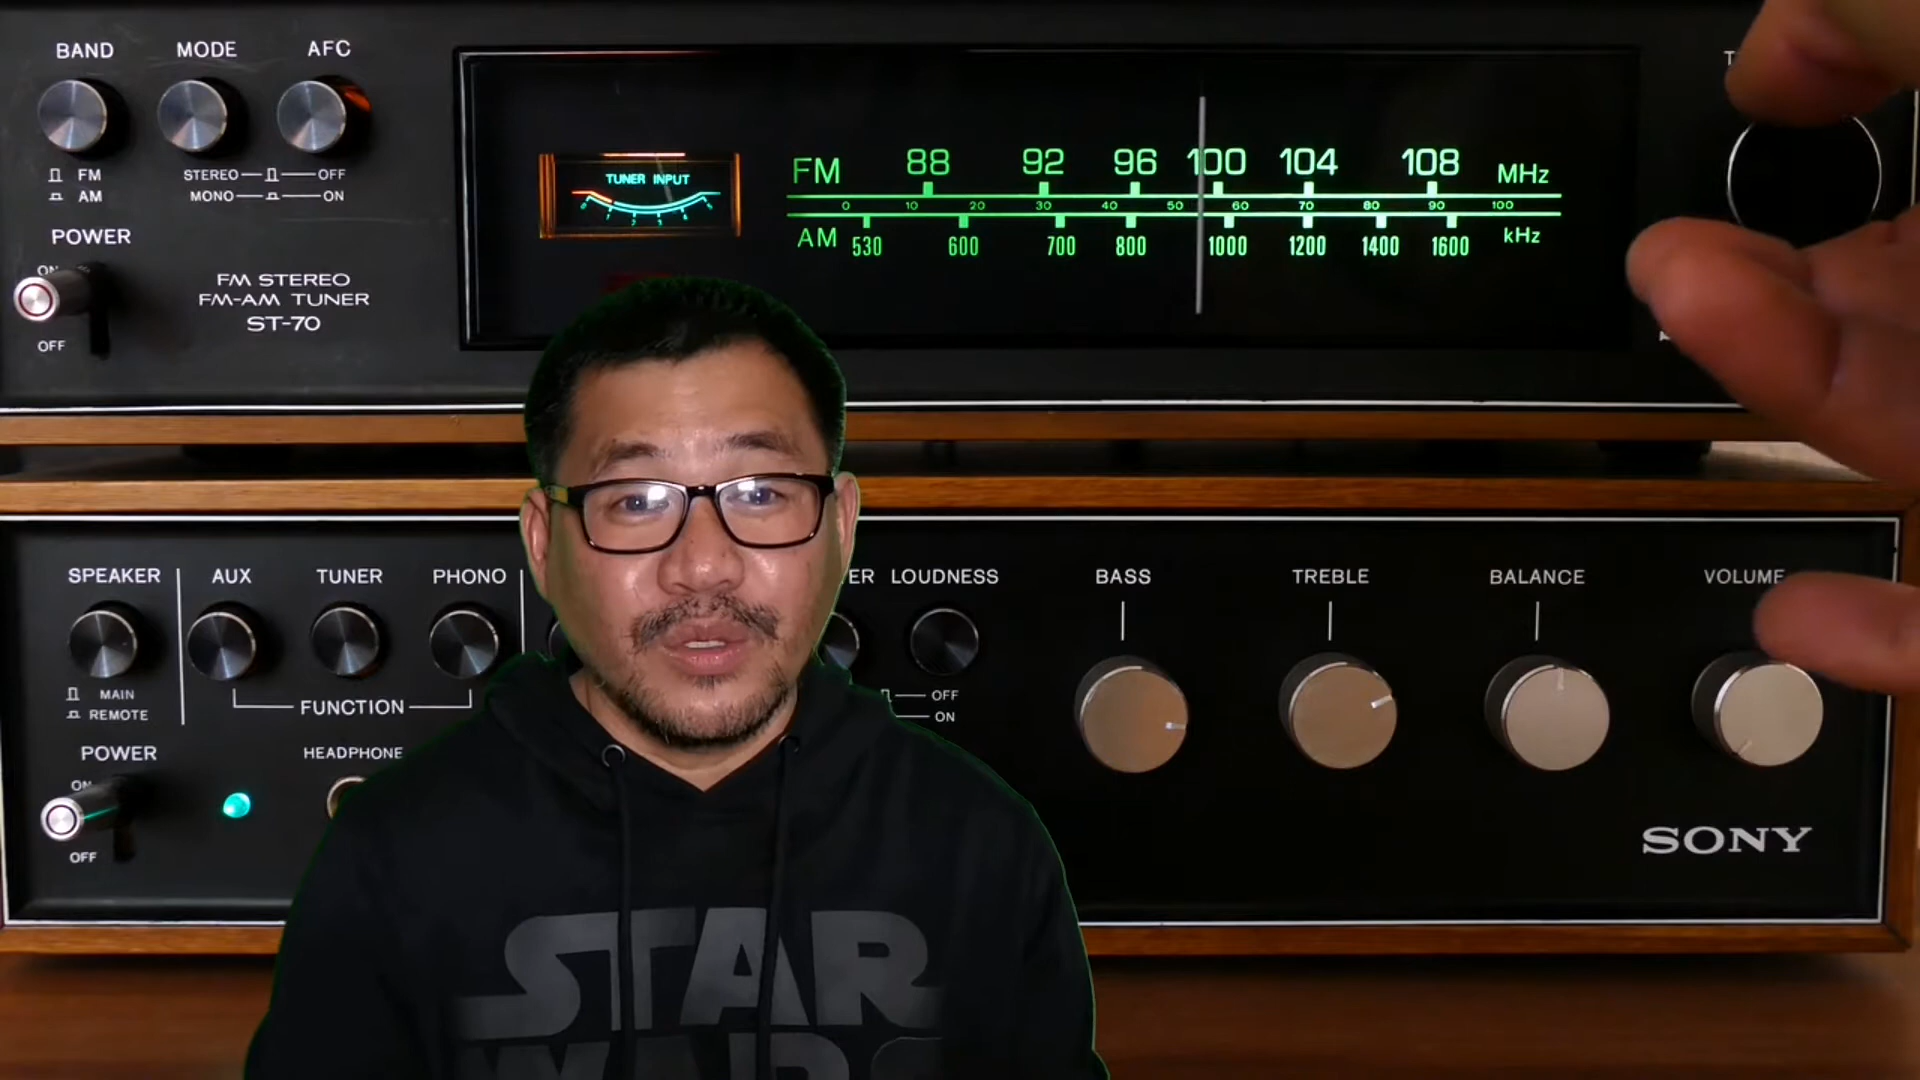 BAND MODE AFC
FM
AM
STEREO OFF
MONO ON
POWER
ON
OFF
FM STEREO
FM-AM TUNER
ST-70
TUNER INPUT
FM 88 92 96 100 104 108 MHz
0 10 20 30 40 50 60 70 80 90 100
AM 530 600 700 800 1000 1200 1400 1600 kHz
SPEAKER AUX TUNER PHONO LOUDNESS BASS TREBLE BALANCE VOLUME
MAIN
REMOTE
FUNCTION
OFF
ON
POWER
ON
OFF
HEADPHONE
SONY
STAR
WARS